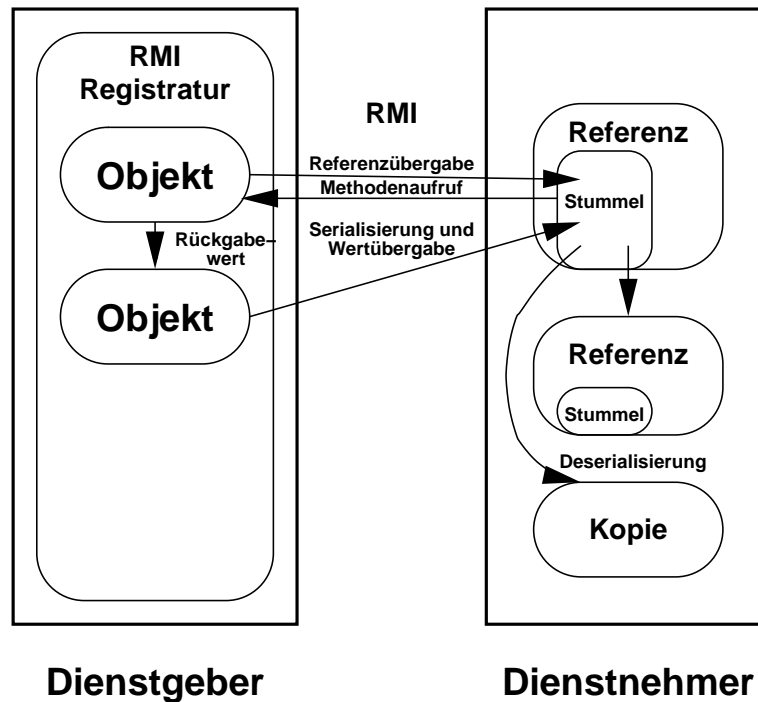 RMI
Registratur
Objekt
Rückgabe-
wert
Objekt
RMI
Referenzübergabe
Methodenaufruf
Serialisierung und
Wertübergabe
Referenz
Stummel
Referenz
Stummel
Deserialisierung
Kopie
Dienstgeber
Dienstnehmer